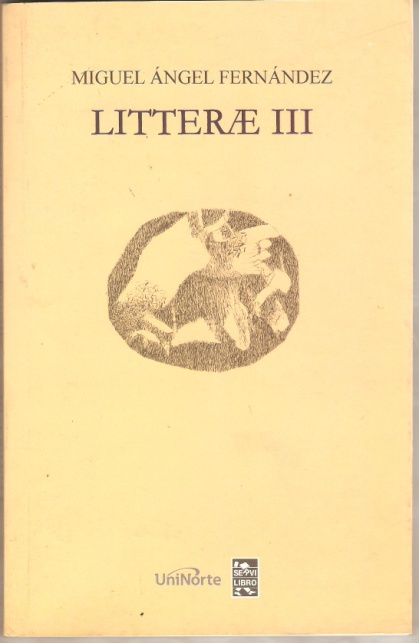 MIGUEL ÁNGEL FERNÁNDEZ
LITTERÆ III
UniNorte
SERVI
LIBRO